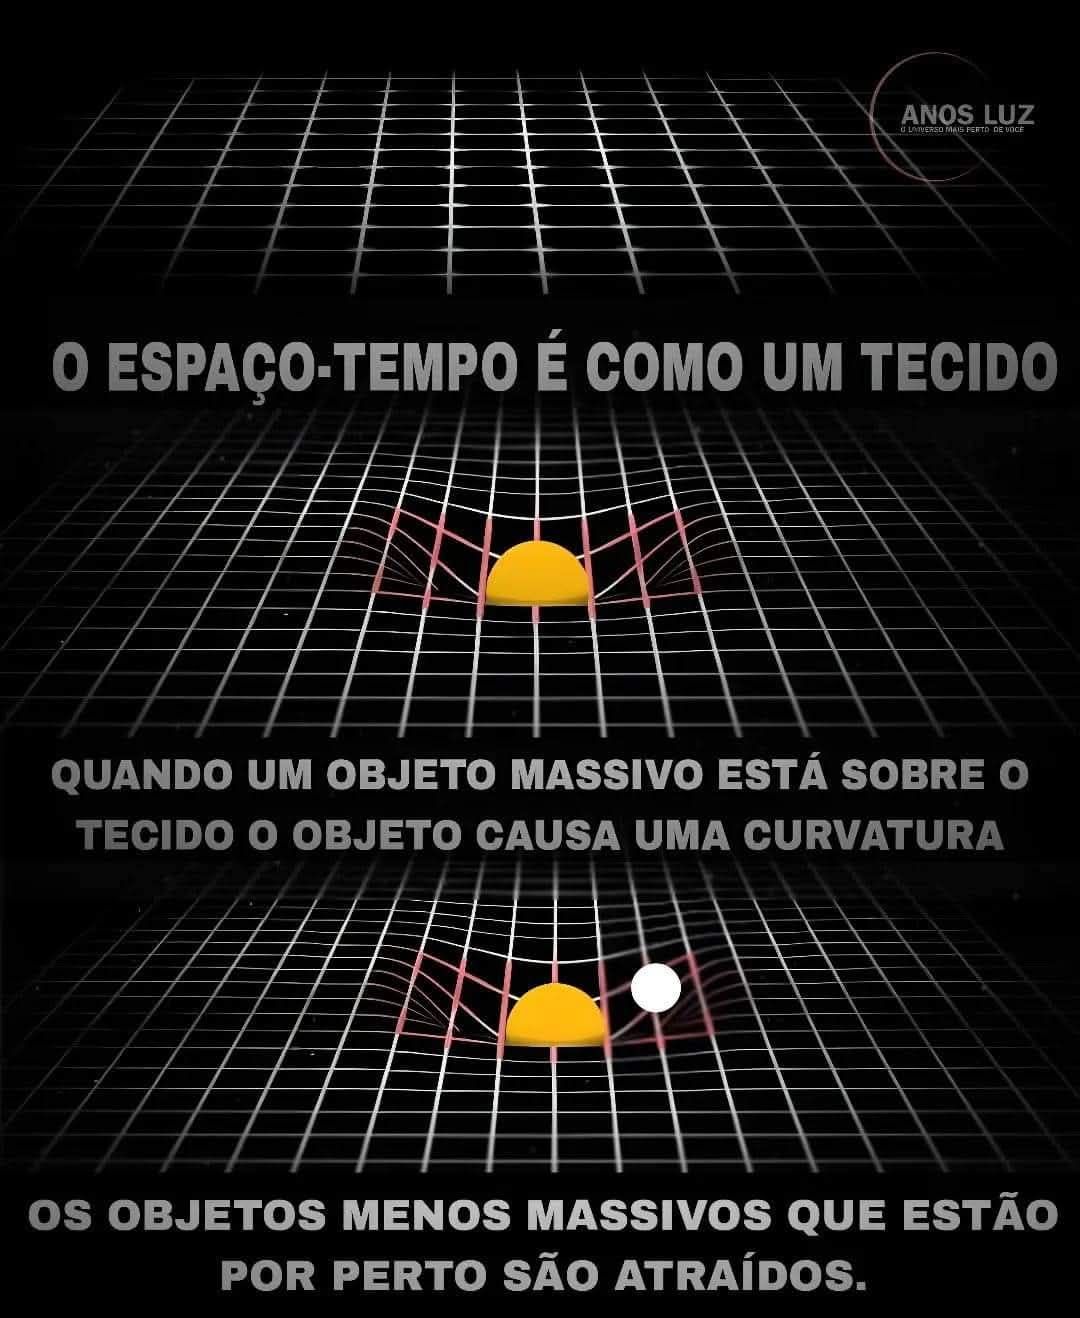 ANOS LUZ
O UNIVERSO MAIS PERTO DE VOCÊ
O ESPAÇO-TEMPO É COMO UM TECIDO
QUANDO UM OBJETO MASSIVO ESTÁ SOBRE O
TECIDO O OBJETO CAUSA UMA CURVATURA
OS OBJETOS MENOS MASSIVOS QUE ESTÃO
POR PERTO SÃO ATRAÍDOS.